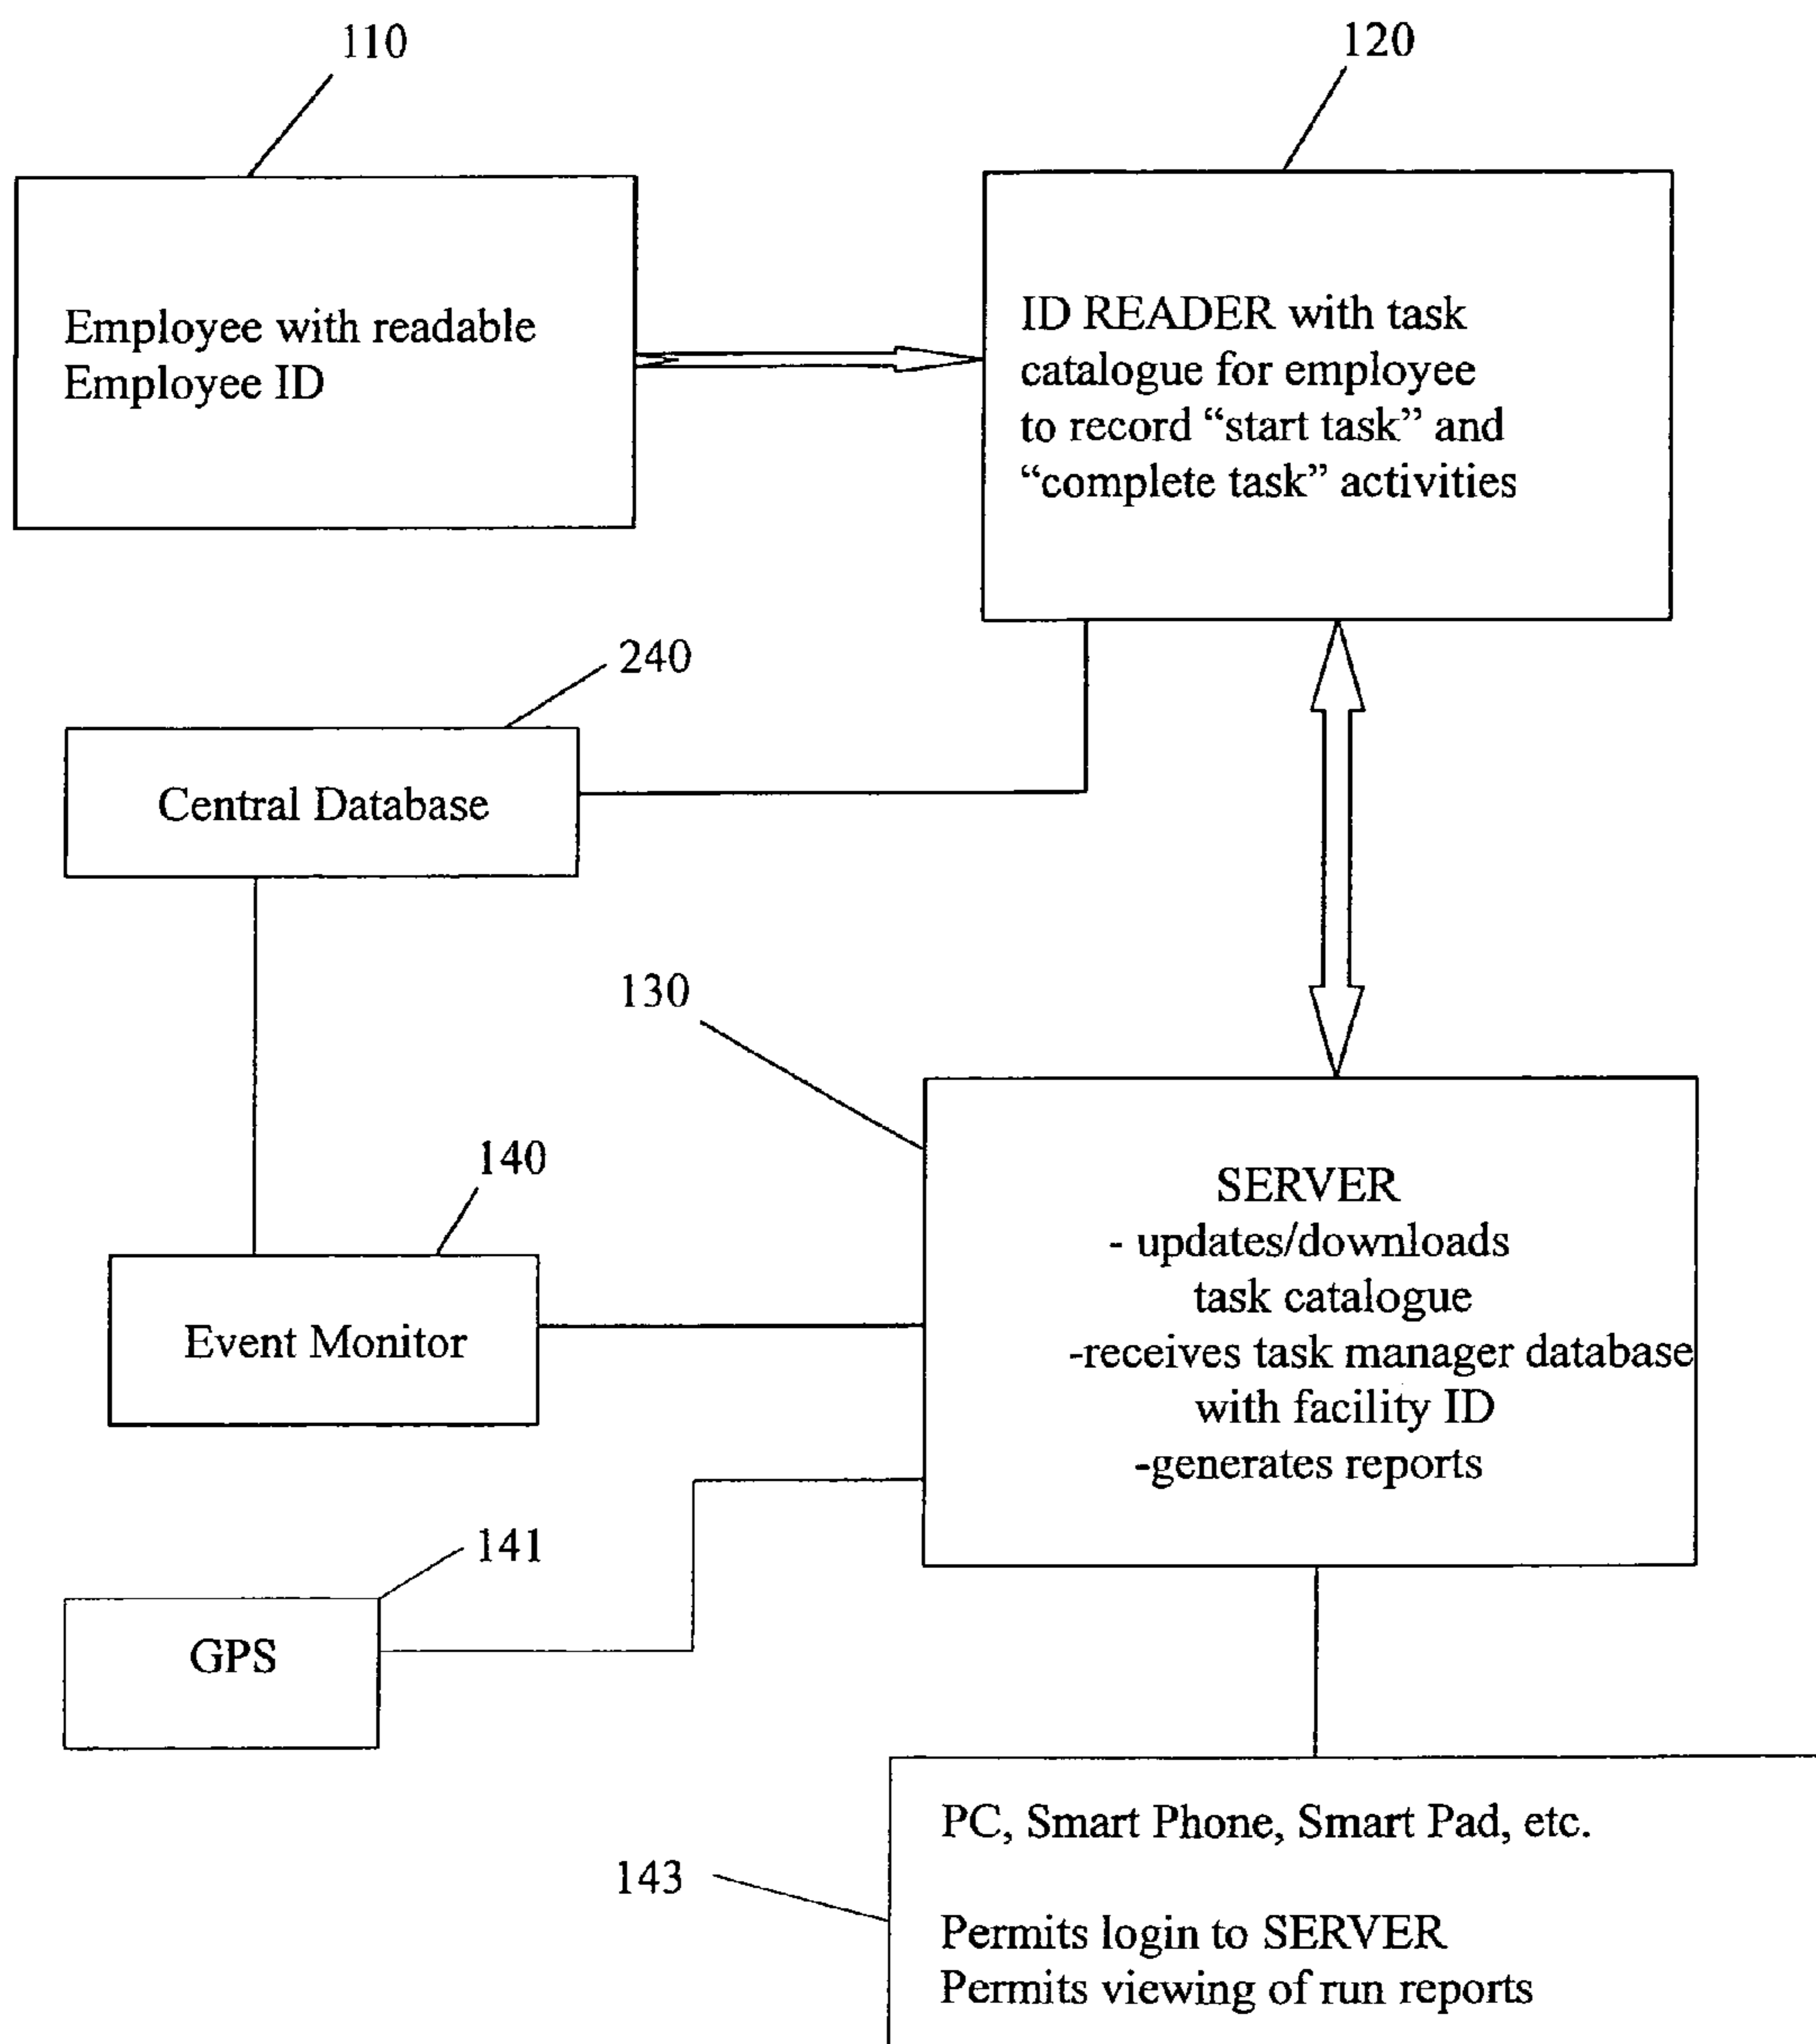 110
120
Employee with readable
Employee ID
ID READER with task
catalogue for employee
to record “start task” and
“complete task” activities
240
Central Database
130
140
Event Monitor
SERVER
- updates/downloads
task catalogue
-receives task manager database
with facility ID
-generates reports
141
GPS
143
PC, Smart Phone, Smart Pad, etc.
Permits login to SERVER
Permits viewing of run reports